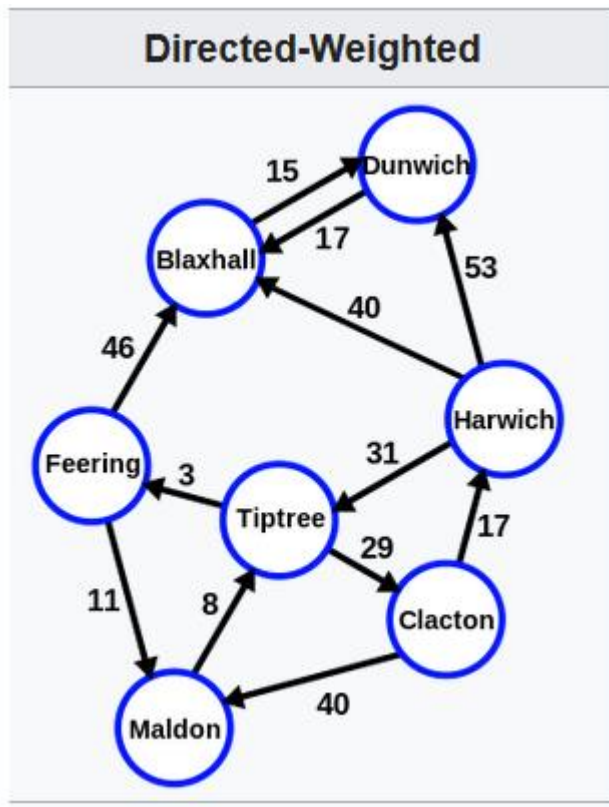 Directed-Weighted
Dunwich
15
17
Blaxhall
53
40
46
Harwich
31
Feering
3
Tiptree
17
29
11
8
Clacton
40
Maldon